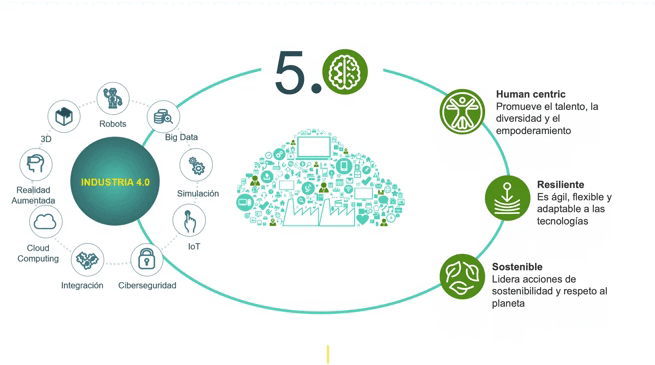 5.
Robots
3D
Big Data
INDUSTRIA 4.0
Realidad
Aumentada
Simulación
Cloud
Computing
IoT
Integración
Ciberseguridad
Human centric
Promueve el talento, la
diversidad y el
empoderamiento
Resiliente
Es ágil, flexible y
adaptable a las
tecnologías
Sostenible
Lidera acciones de
sostenibilidad y respeto al
planeta